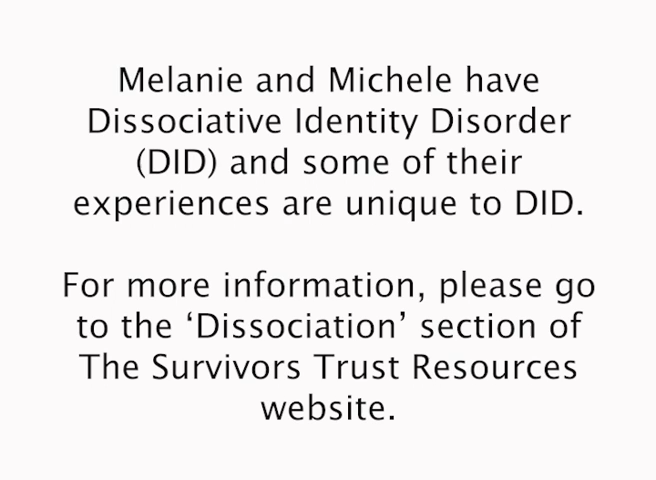 Melanie and Michele have
Dissociative Identity Disorder
(DID) and some of their
experiences are unique to DID.
For more information, please go
to the ‘Dissociation’ section of
The Survivors Trust Resources
website.